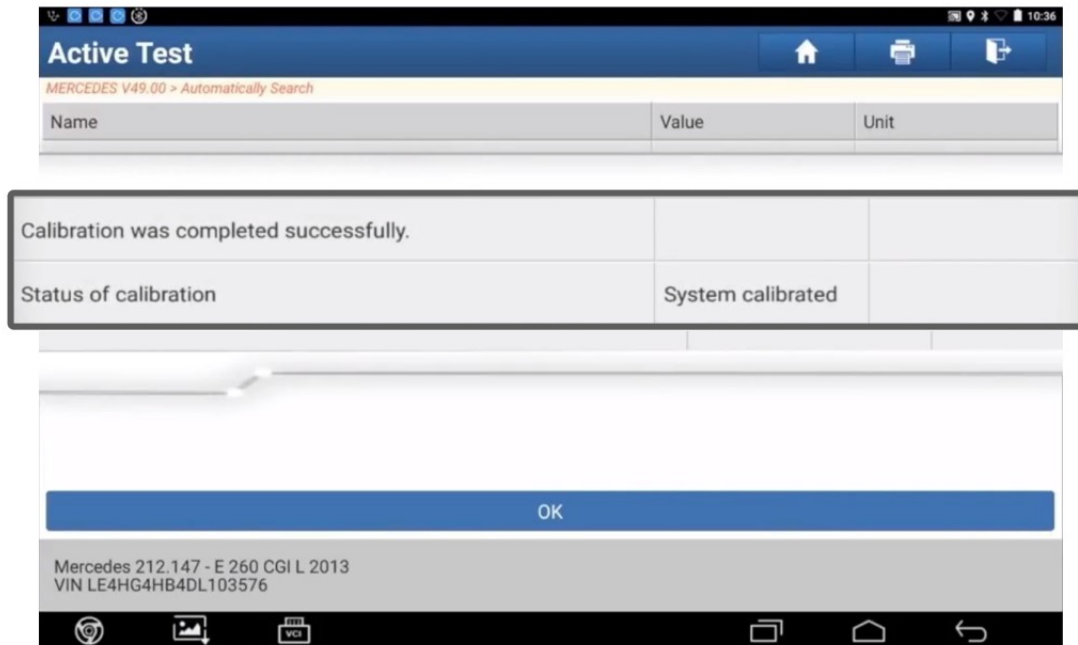 10:36
Active Test
MERCEDES V49.00 > Automatically Search
Name Value Unit
Calibration was completed successfully.
Status of calibration System calibrated
OK
Mercedes 212.147 - E 260 CGI L 2013
VIN LE4HG4HB4DL103576
VCI